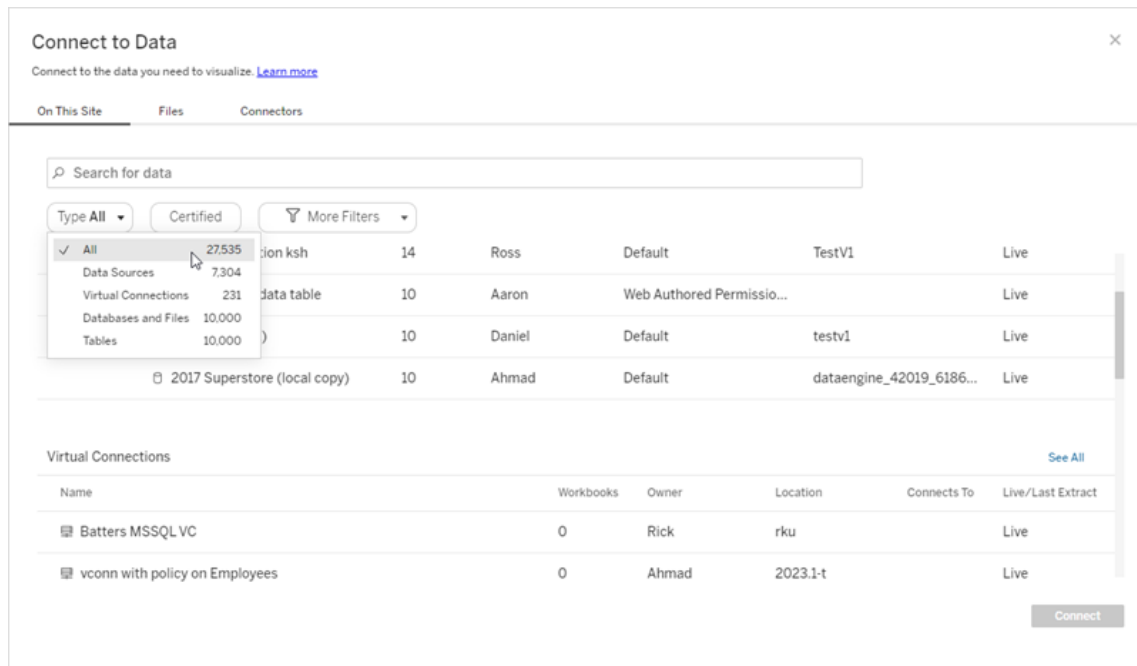 Connect to Data
Connect to the data you need to visualize. Learn more
On This Site Files Connectors
Search for data
Type All Certified More Filters
All 27,535
Data Sources 7,304
Virtual Connections 231
Databases and Files 10,000
Tables 10,000
ion ksh 14 Ross Default TestV1 Live
data table 10 Aaron Web Authored Permissio... Live
) 10 Daniel Default testv1 Live
2017 Superstore (local copy) 10 Ahmad Default dataengine_42019_6186... Live
Virtual Connections See All
Name Workbooks Owner Location Connects To Live/Last Extract
Batters MSSQL VC 0 Rick rku Live
vconn with policy on Employees 0 Ahmad 2023.1-t Live
Connect